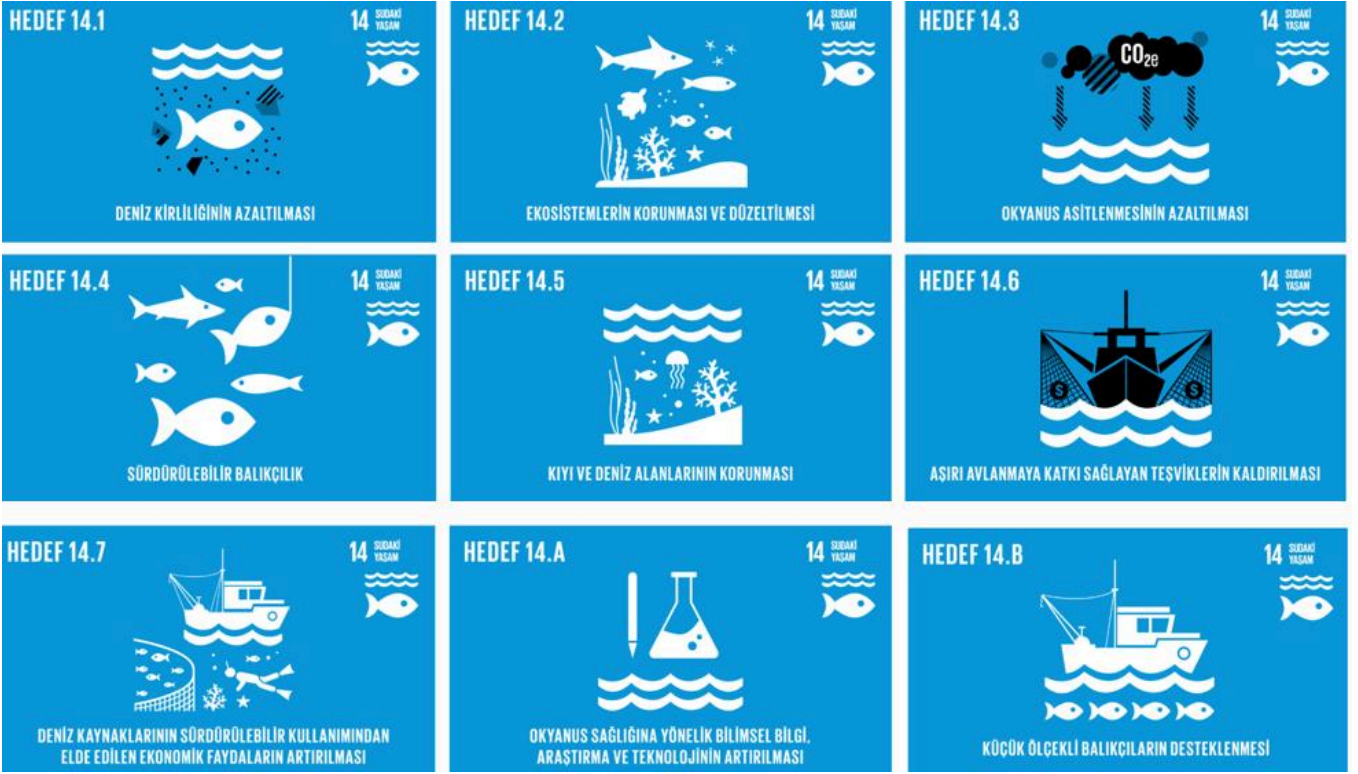 HEDEF 14.1
14 SUDAKİ
YAŞAM
DENİZ KİRLİLİĞİNİN AZALTILMASI
HEDEF 14.2
14 SUDAKİ
YAŞAM
EKOSİSTEMLERİN KORUNMASI VE DÜZELTİLMESİ
HEDEF 14.3
14 SUDAKİ
YAŞAM
CO2e
OKYANUS ASİTLENMESİNİN AZALTILMASI
HEDEF 14.4
14 SUDAKİ
YAŞAM
SÜRDÜRÜLEBİLİR BALIKÇILIK
HEDEF 14.5
14 SUDAKİ
YAŞAM
KIYI VE DENİZ ALANLARININ KORUNMASI
HEDEF 14.6
14 SUDAKİ
YAŞAM
$ $
AŞIRI AVLANMAYA KATKI SAĞLAYAN TEŞVİKLERİN KALDIRILMASI
HEDEF 14.7
14 SUDAKİ
YAŞAM
DENİZ KAYNAKLARININ SÜRDÜRÜLEBİLİR KULLANIMINDAN
ELDE EDİLEN EKONOMİK FAYDALARIN ARTIRILMASI
HEDEF 14.A
14 SUDAKİ
YAŞAM
OKYANUS SAĞLIĞINA YÖNELİK BİLİMSEL BİLGİ,
ARAŞTIRMA VE TEKNOLOJİNİN ARTIRILMASI
HEDEF 14.B
14 SUDAKİ
YAŞAM
KÜÇÜK ÖLÇEKLİ BALIKÇILARIN DESTEKLENMESİ